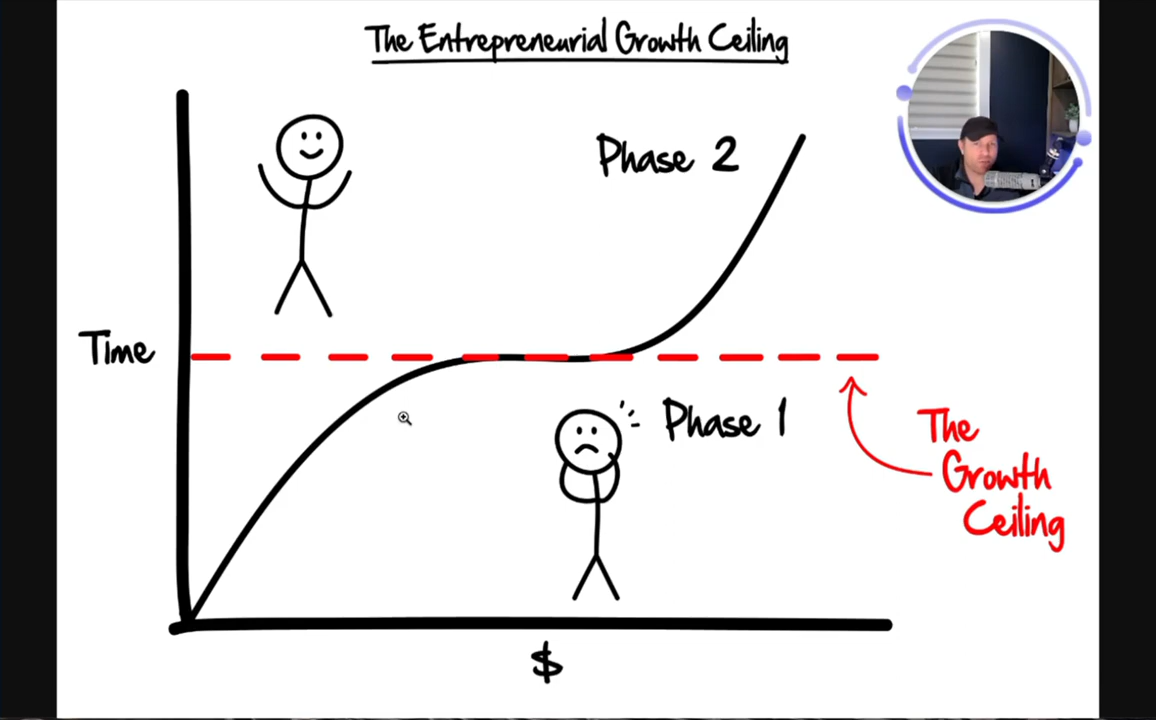 The Entrepreneurial Growth Ceiling
Phase 2
Time
Phase 1
The
Growth
Ceiling
$